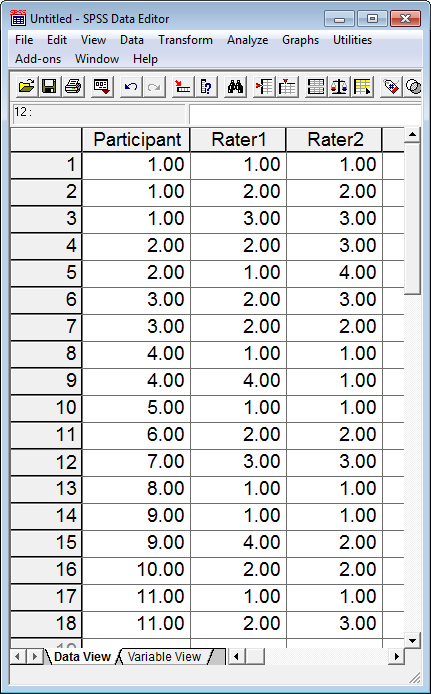 SPSS
Untitled - SPSS Data Editor
File Edit View Data Transform Analyze Graphs Utilities
Add-ons Window Help
12:
Participant Rater1 Rater2
1 1.00 1.00 1.00
2 1.00 2.00 2.00
3 1.00 3.00 3.00
4 2.00 2.00 3.00
5 2.00 1.00 4.00
6 3.00 2.00 3.00
7 3.00 2.00 2.00
8 4.00 1.00 1.00
9 4.00 4.00 1.00
10 5.00 1.00 1.00
11 6.00 2.00 2.00
12 7.00 3.00 3.00
13 8.00 1.00 1.00
14 9.00 1.00 1.00
15 9.00 4.00 2.00
16 10.00 2.00 2.00
17 11.00 1.00 1.00
18 11.00 2.00 3.00
Data View Variable View